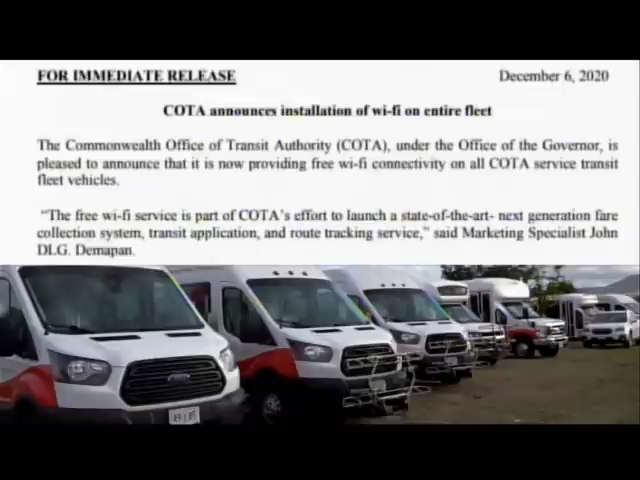 FOR IMMEDIATE RELEASE
December 6, 2020
COTA announces installation of wi-fi on entire fleet
The Commonwealth Office of Transit Authority (COTA), under the Office of the Governor, is
pleased to announce that it is now providing free wi-fi connectivity on all COTA service transit
fleet vehicles.
“The free wi-fi service is part of COTA’s effort to launch a state-of-the-art- next generation fare
collection system, transit application, and route tracking service,” said Marketing Specialist John
DLG. Demapan.
Ford